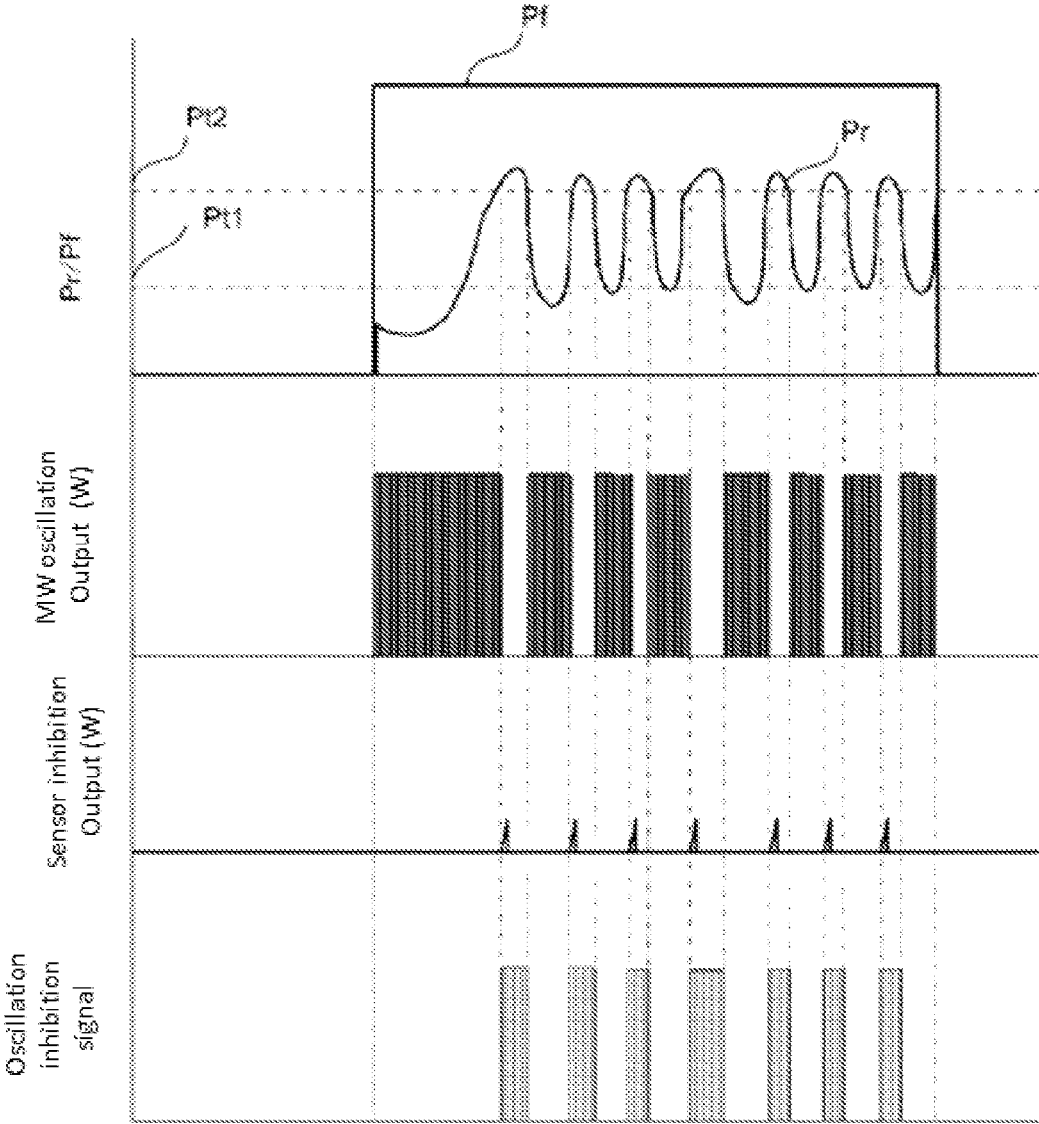 Pf
Pt2
Pr
Pt1
Pr/Pf
MW oscillation
Output (W)
Sensor inhibition
Output (W)
Oscillation
inhibition
signal